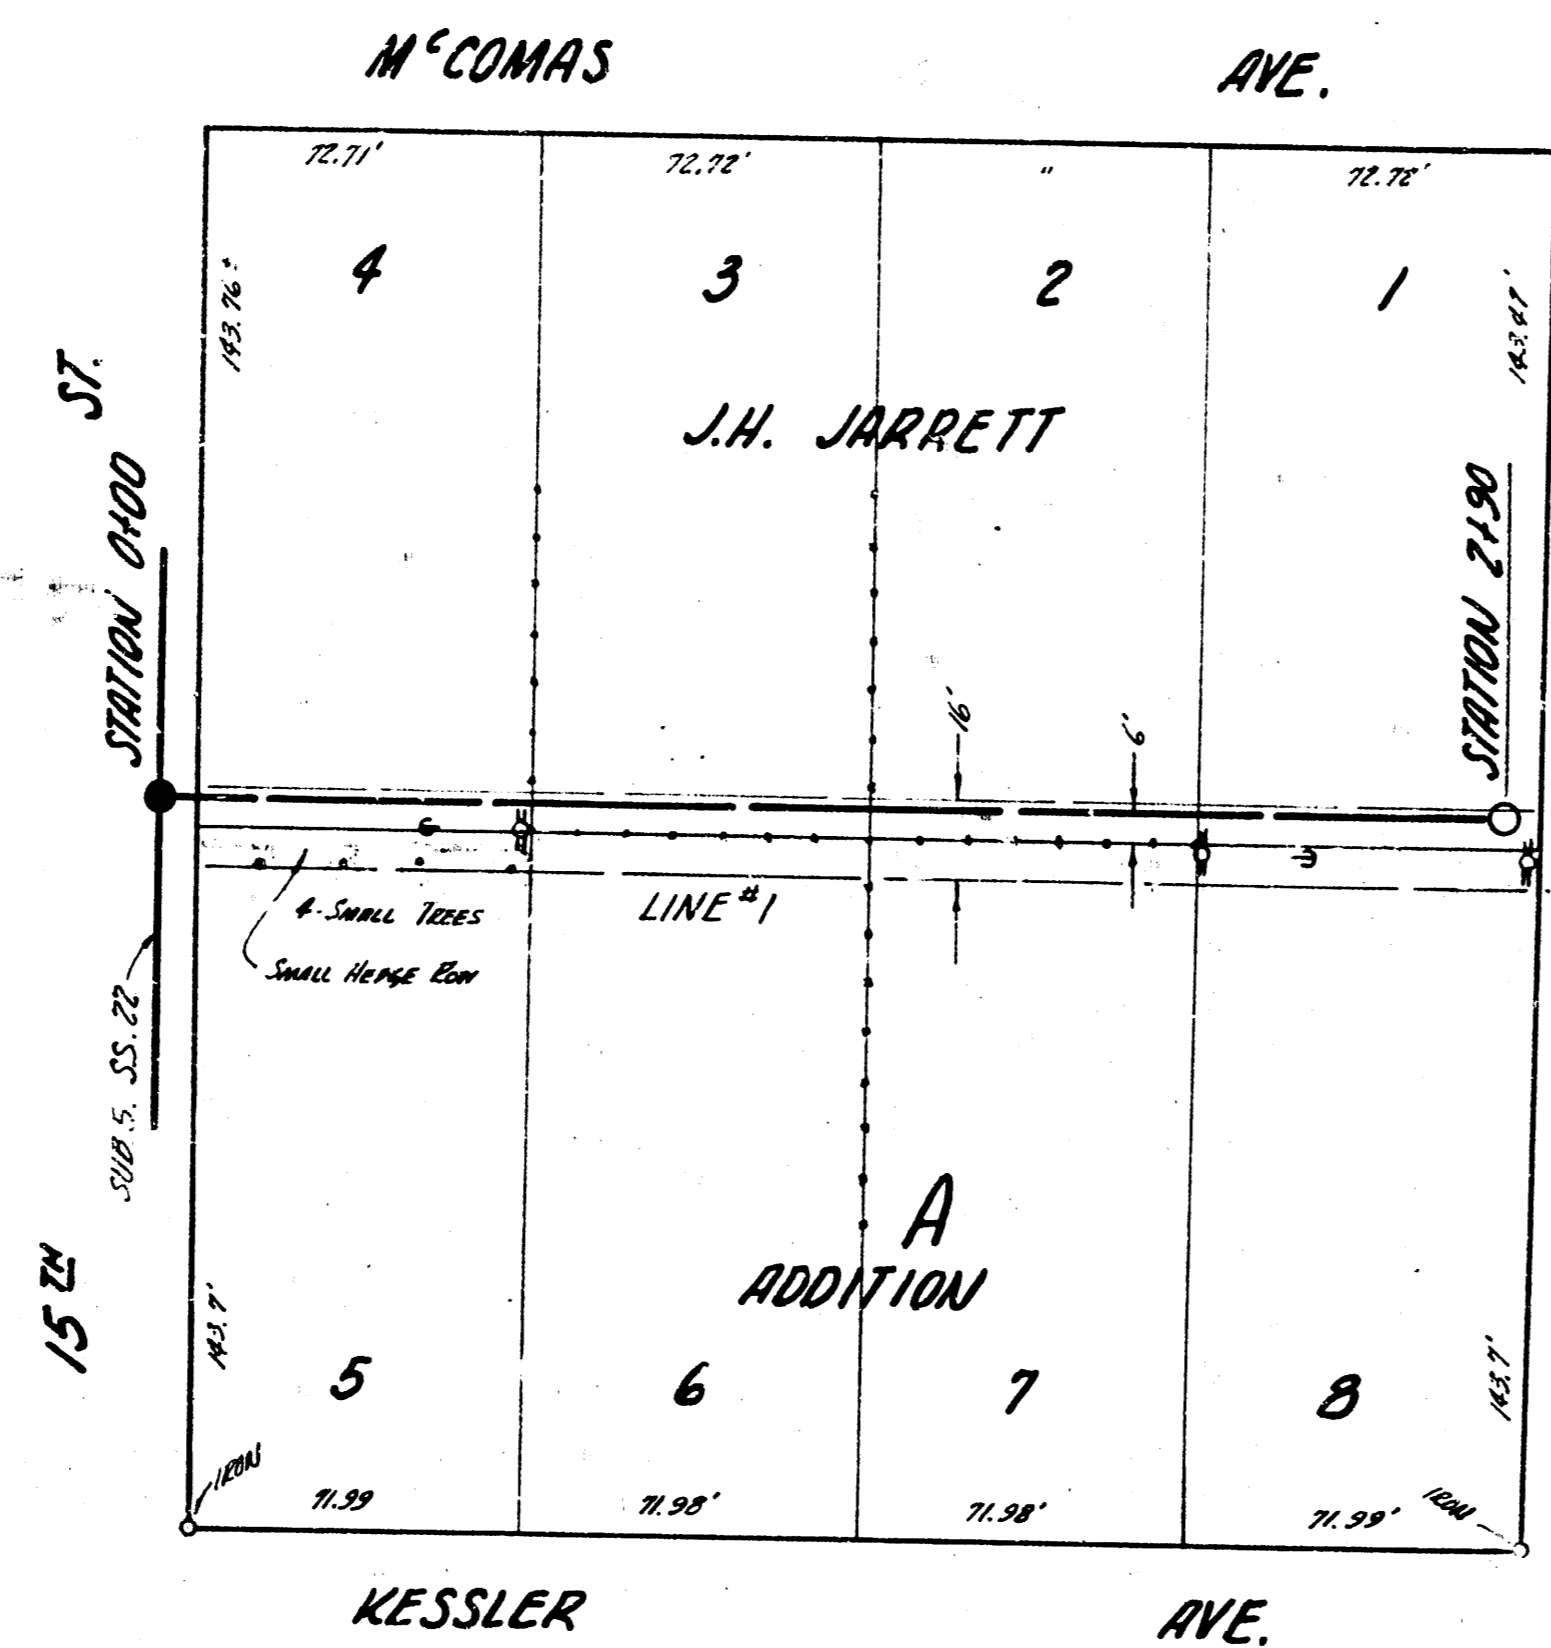 MᶜCOMAS AVE.
72.71' 72.72' " 72.72'
4 3 2 1
143.76± 143.47'
ST.
J.H. JARRETT
STATION 0+00
STATION 2+90
16' 6'
4-SMALL TREES
LINE #1
SMALL HEDGE ROW
SUB. 5. SS. 22
A
ADDITION
15TH
143.7' 143.7'
5 6 7 8
IRON IRON
71.99 71.98' 71.98' 71.99'
KESSLER AVE.